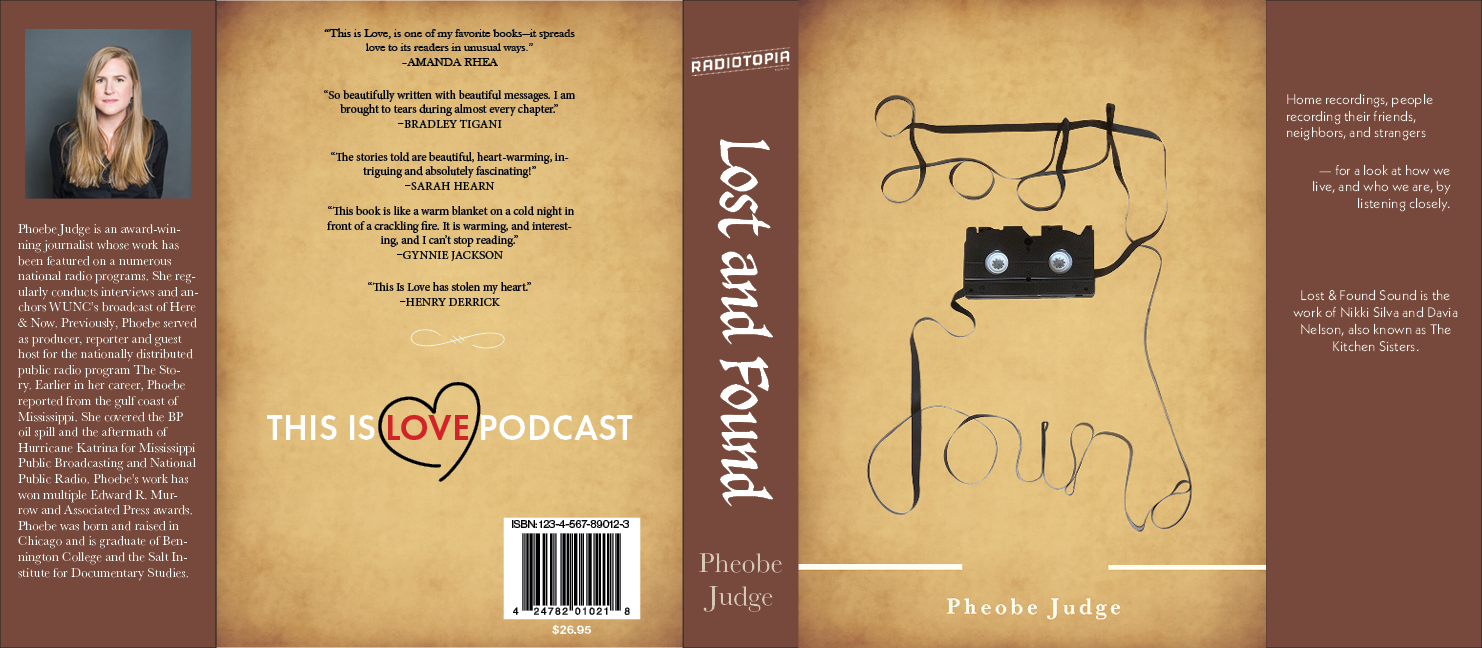 Phoebe Judge is an award-win-
ning journalist whose work has
been featured on a numerous
national radio programs. She reg-
ularly conducts interviews and an-
chors WUNC's broadcast of Here
& Now. Previously, Phoebe served
as producer, reporter and guest
host for the nationally distributed
public radio program The Sto-
ry. Earlier in her career, Phoebe
reported from the gulf coast of
Mississippi. She covered the BP
oil spill and the aftermath of
Hurricane Katrina for Mississippi
Public Broadcasting and National
Public Radio. Phoebe's work has
won multiple Edward R. Mur-
row and Associated Press awards.
Phoebe was born and raised in
Chicago and is graduate of Ben-
nington College and the Salt In-
stitute for Documentary Studies.
“This is Love, is one of my favorite books—it spreads
love to its readers in unusual ways.”
–AMANDA RHEA
“So beautifully written with beautiful messages. I am
brought to tears during almost every chapter.”
–BRADLEY TIGANI
“The stories told are beautiful, heart-warming, in-
triguing and absolutely fascinating!”
–SARAH HEARN
“This book is like a warm blanket on a cold night in
front of a crackling fire. It is warming, and interest-
ing, and I can’t stop reading.”
–GYNNIE JACKSON
“This Is Love has stolen my heart.”
–HENRY DERRICK
THIS IS LOVE PODCAST
ISBN: 123-4-567-89012-3
4 24782 01021 8
$26.95
RADIOTOPIA
Lost and Found
Pheobe
Judge
lost
found
Pheobe Judge
Home recordings, people
recording their friends,
neighbors, and strangers
— for a look at how we
live, and who we are, by
listening closely.
Lost & Found Sound is the
work of Nikki Silva and Davia
Nelson, also known as The
Kitchen Sisters.